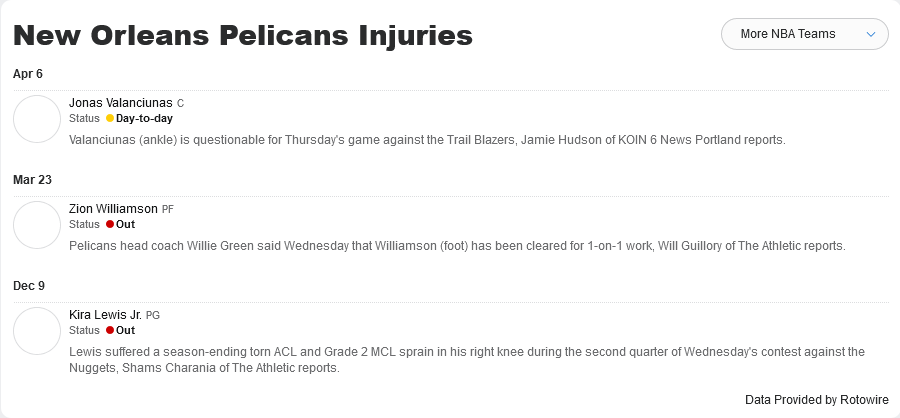 New Orleans Pelicans Injuries
More NBA Teams
Apr 6
Jonas Valanciunas C
Status Day-to-day
Valanciunas (ankle) is questionable for Thursday's game against the Trail Blazers, Jamie Hudson of KOIN 6 News Portland reports.
Mar 23
Zion Williamson PF
Status Out
Pelicans head coach Willie Green said Wednesday that Williamson (foot) has been cleared for 1-on-1 work, Will Guillory of The Athletic reports.
Dec 9
Kira Lewis Jr. PG
Status Out
Lewis suffered a season-ending torn ACL and Grade 2 MCL sprain in his right knee during the second quarter of Wednesday's contest against the
Nuggets, Shams Charania of The Athletic reports.
Data Provided by Rotowire